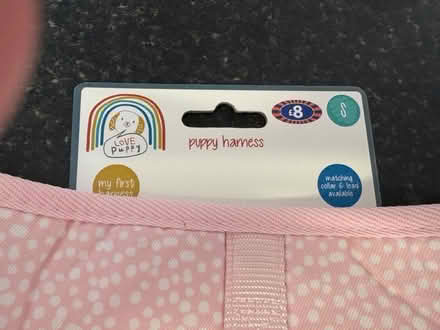 LOVE
Puppy
puppy harness
£8
S
my first
harness
matching
collar & lead
available